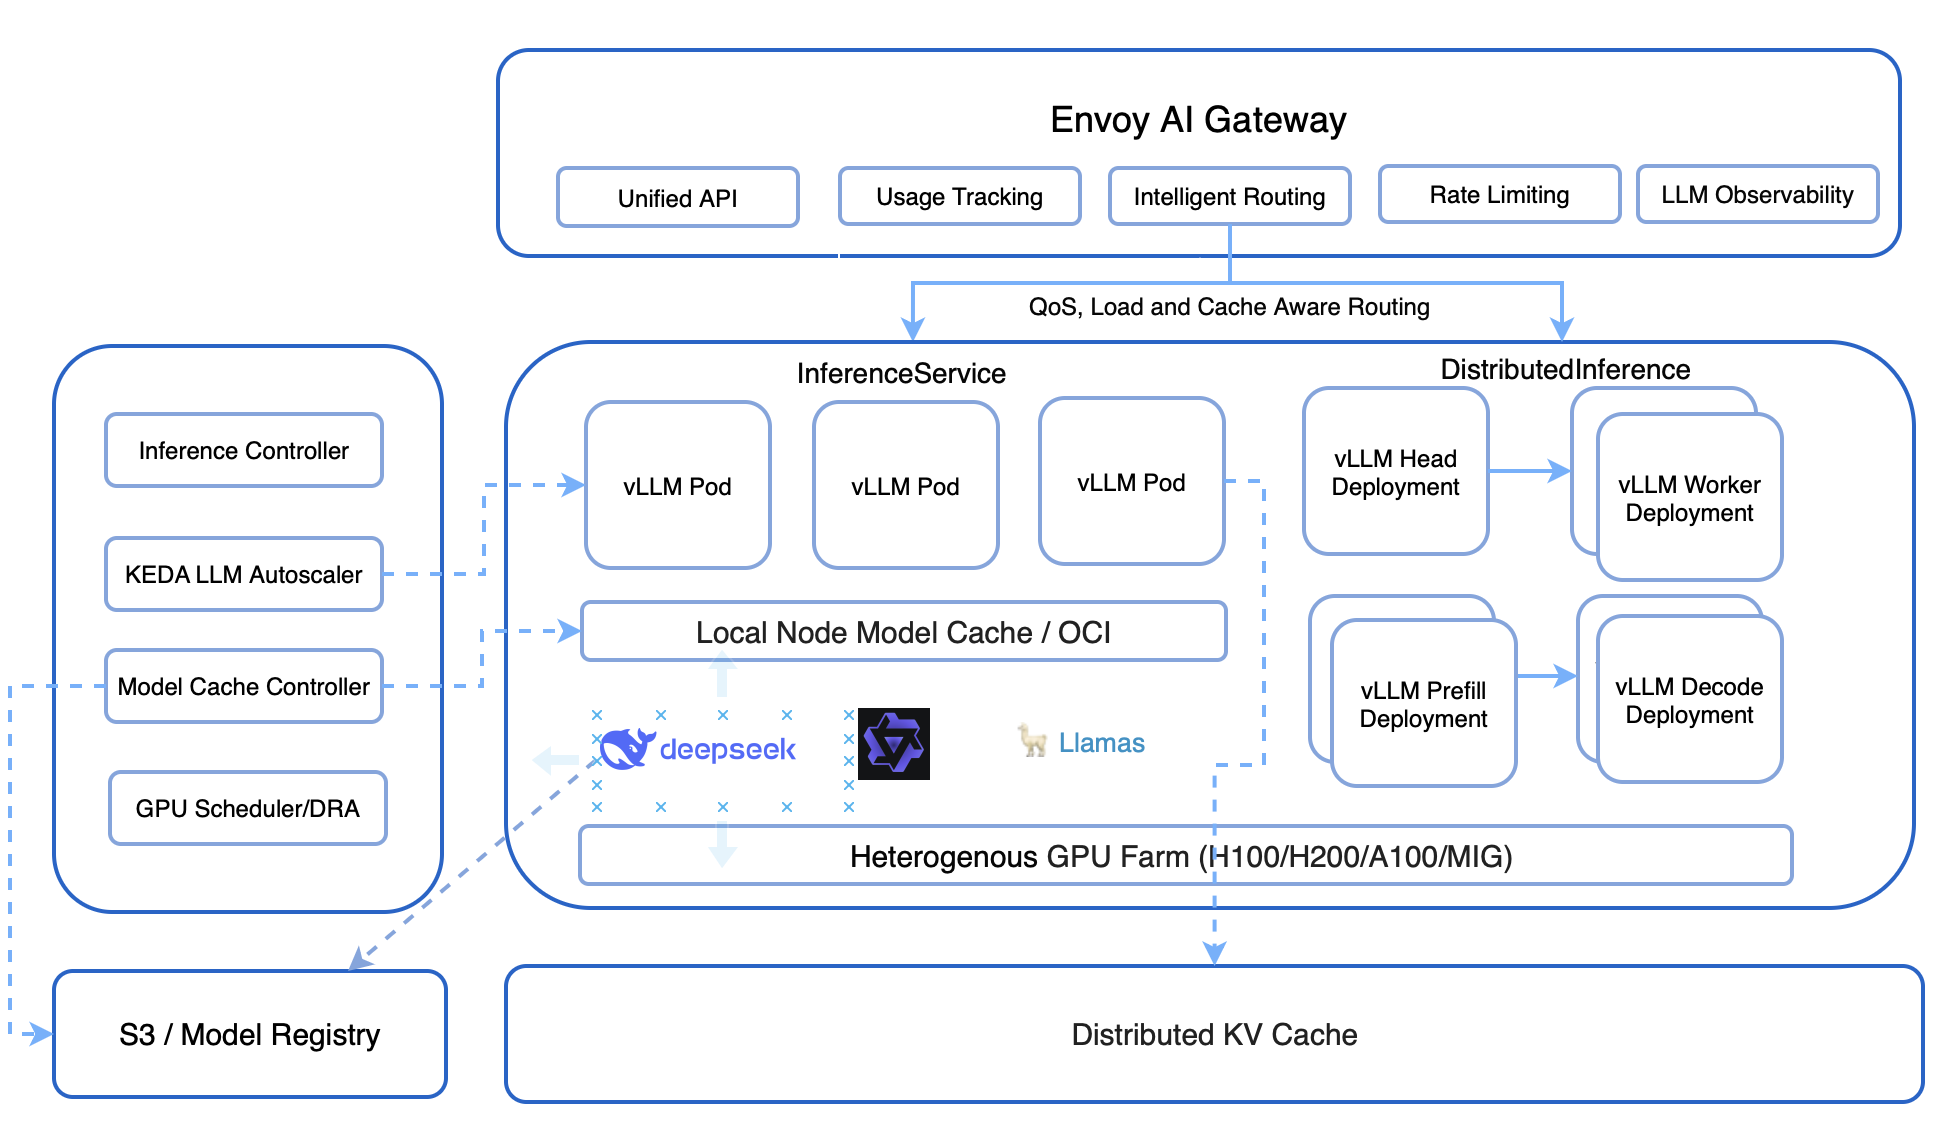 Envoy AI Gateway
Unified API
Usage Tracking
Intelligent Routing
Rate Limiting
LLM Observability
QoS, Load and Cache Aware Routing
Inference Controller
KEDA LLM Autoscaler
Model Cache Controller
GPU Scheduler/DRA
InferenceService
vLLM Pod
vLLM Pod
vLLM Pod
DistributedInference
vLLM Head
Deployment
vLLM Worker
Deployment
Local Node Model Cache / OCI
vLLM Prefill
Deployment
vLLM Decode
Deployment
deepseek
Llamas
Heterogenous GPU Farm (H100/H200/A100/MIG)
S3 / Model Registry
Distributed KV Cache